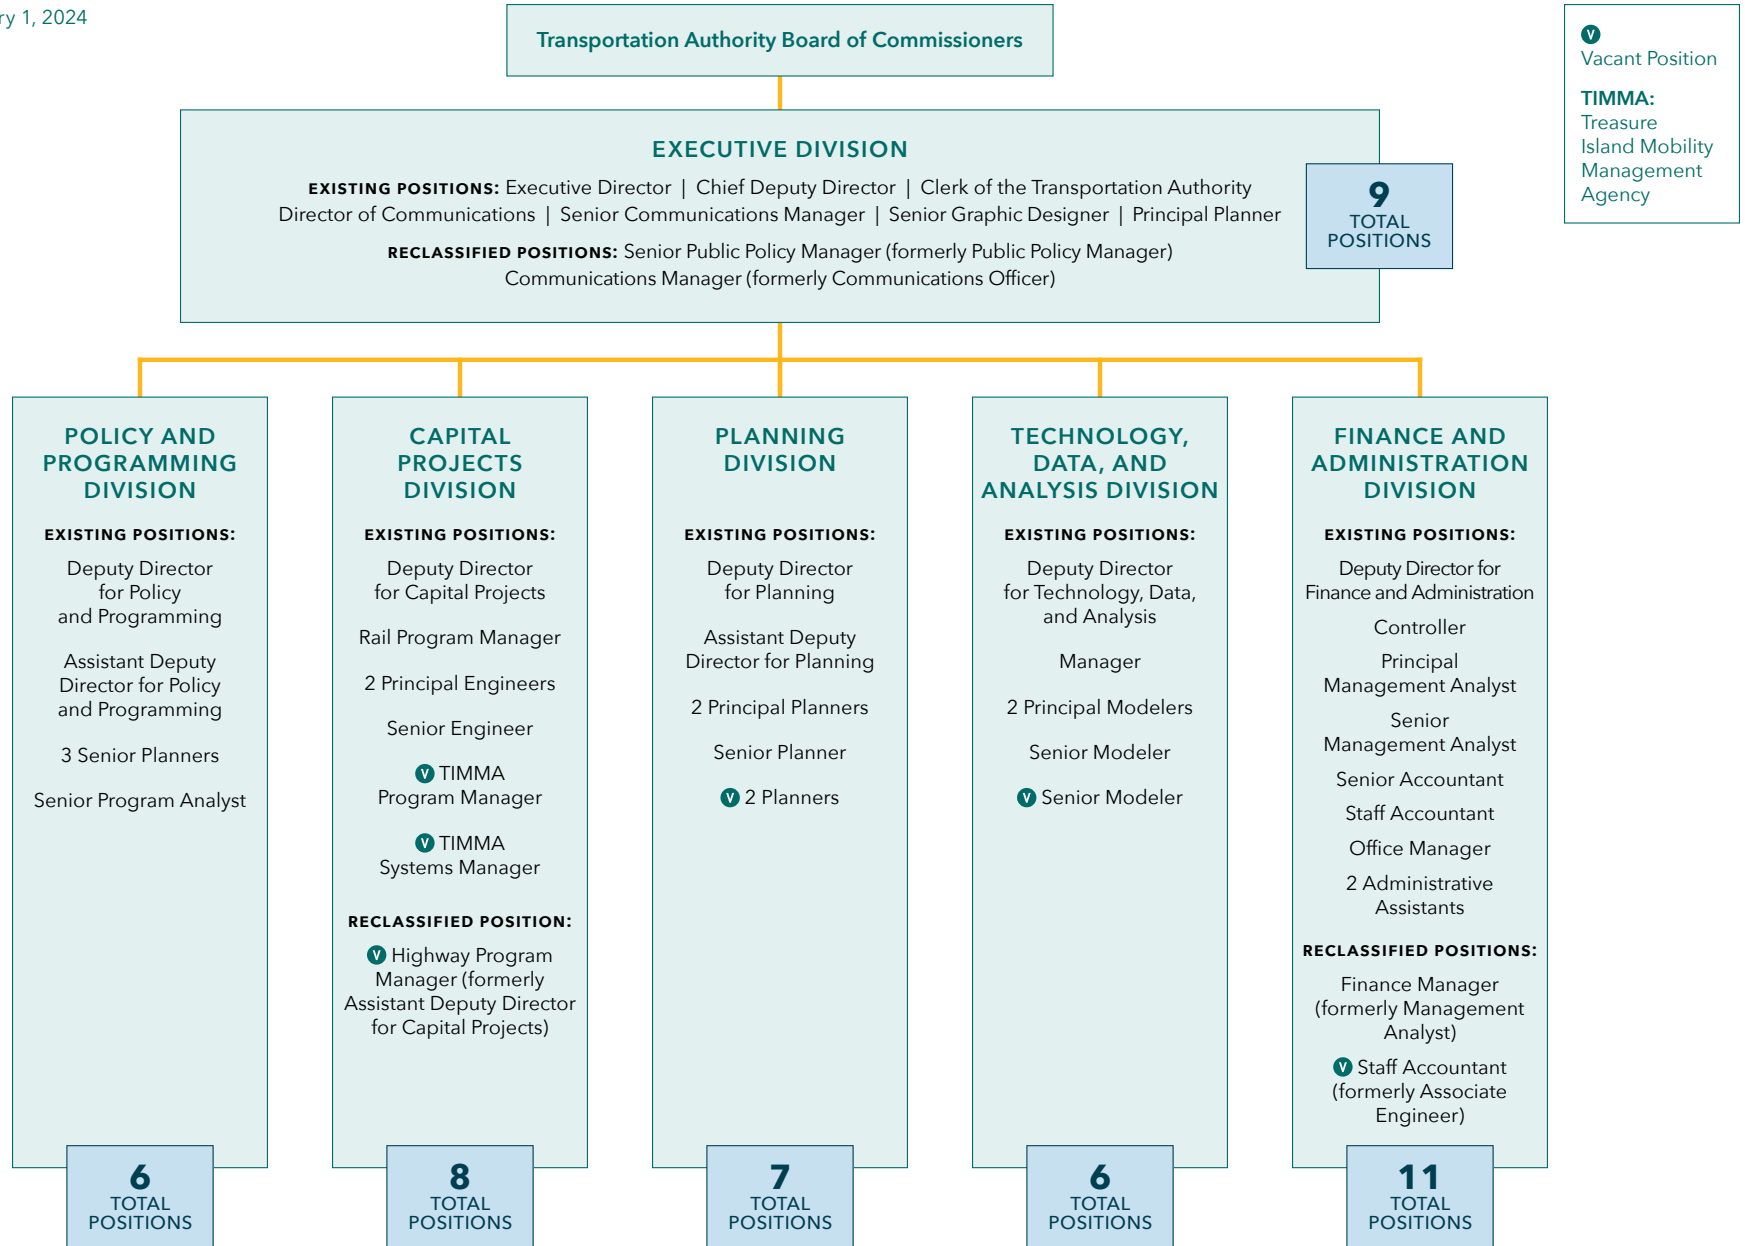 ry 1, 2024
Transportation Authority Board of Commissioners
V
Vacant Position
TIMMA:
Treasure
Island Mobility
Management
Agency
EXECUTIVE DIVISION
EXISTING POSITIONS: Executive Director | Chief Deputy Director | Clerk of the Transportation Authority
Director of Communications | Senior Communications Manager | Senior Graphic Designer | Principal Planner
RECLASSIFIED POSITIONS: Senior Public Policy Manager (formerly Public Policy Manager)
Communications Manager (formerly Communications Officer)
9
TOTAL
POSITIONS
POLICY AND
PROGRAMMING
DIVISION
EXISTING POSITIONS:
Deputy Director
for Policy
and Programming
Assistant Deputy
Director for Policy
and Programming
3 Senior Planners
Senior Program Analyst
6
TOTAL
POSITIONS
CAPITAL
PROJECTS
DIVISION
EXISTING POSITIONS:
Deputy Director
for Capital Projects
Rail Program Manager
2 Principal Engineers
Senior Engineer
V TIMMA
Program Manager
V TIMMA
Systems Manager
RECLASSIFIED POSITION:
V Highway Program
Manager (formerly
Assistant Deputy Director
for Capital Projects)
8
TOTAL
POSITIONS
PLANNING
DIVISION
EXISTING POSITIONS:
Deputy Director
for Planning
Assistant Deputy
Director for Planning
2 Principal Planners
Senior Planner
V 2 Planners
7
TOTAL
POSITIONS
TECHNOLOGY,
DATA, AND
ANALYSIS DIVISION
EXISTING POSITIONS:
Deputy Director
for Technology, Data,
and Analysis
Manager
2 Principal Modelers
Senior Modeler
V Senior Modeler
6
TOTAL
POSITIONS
FINANCE AND
ADMINISTRATION
DIVISION
EXISTING POSITIONS:
Deputy Director for
Finance and Administration
Controller
Principal
Management Analyst
Senior
Management Analyst
Senior Accountant
Staff Accountant
Office Manager
2 Administrative
Assistants
RECLASSIFIED POSITIONS:
Finance Manager
(formerly Management
Analyst)
V Staff Accountant
(formerly Associate
Engineer)
11
TOTAL
POSITIONS